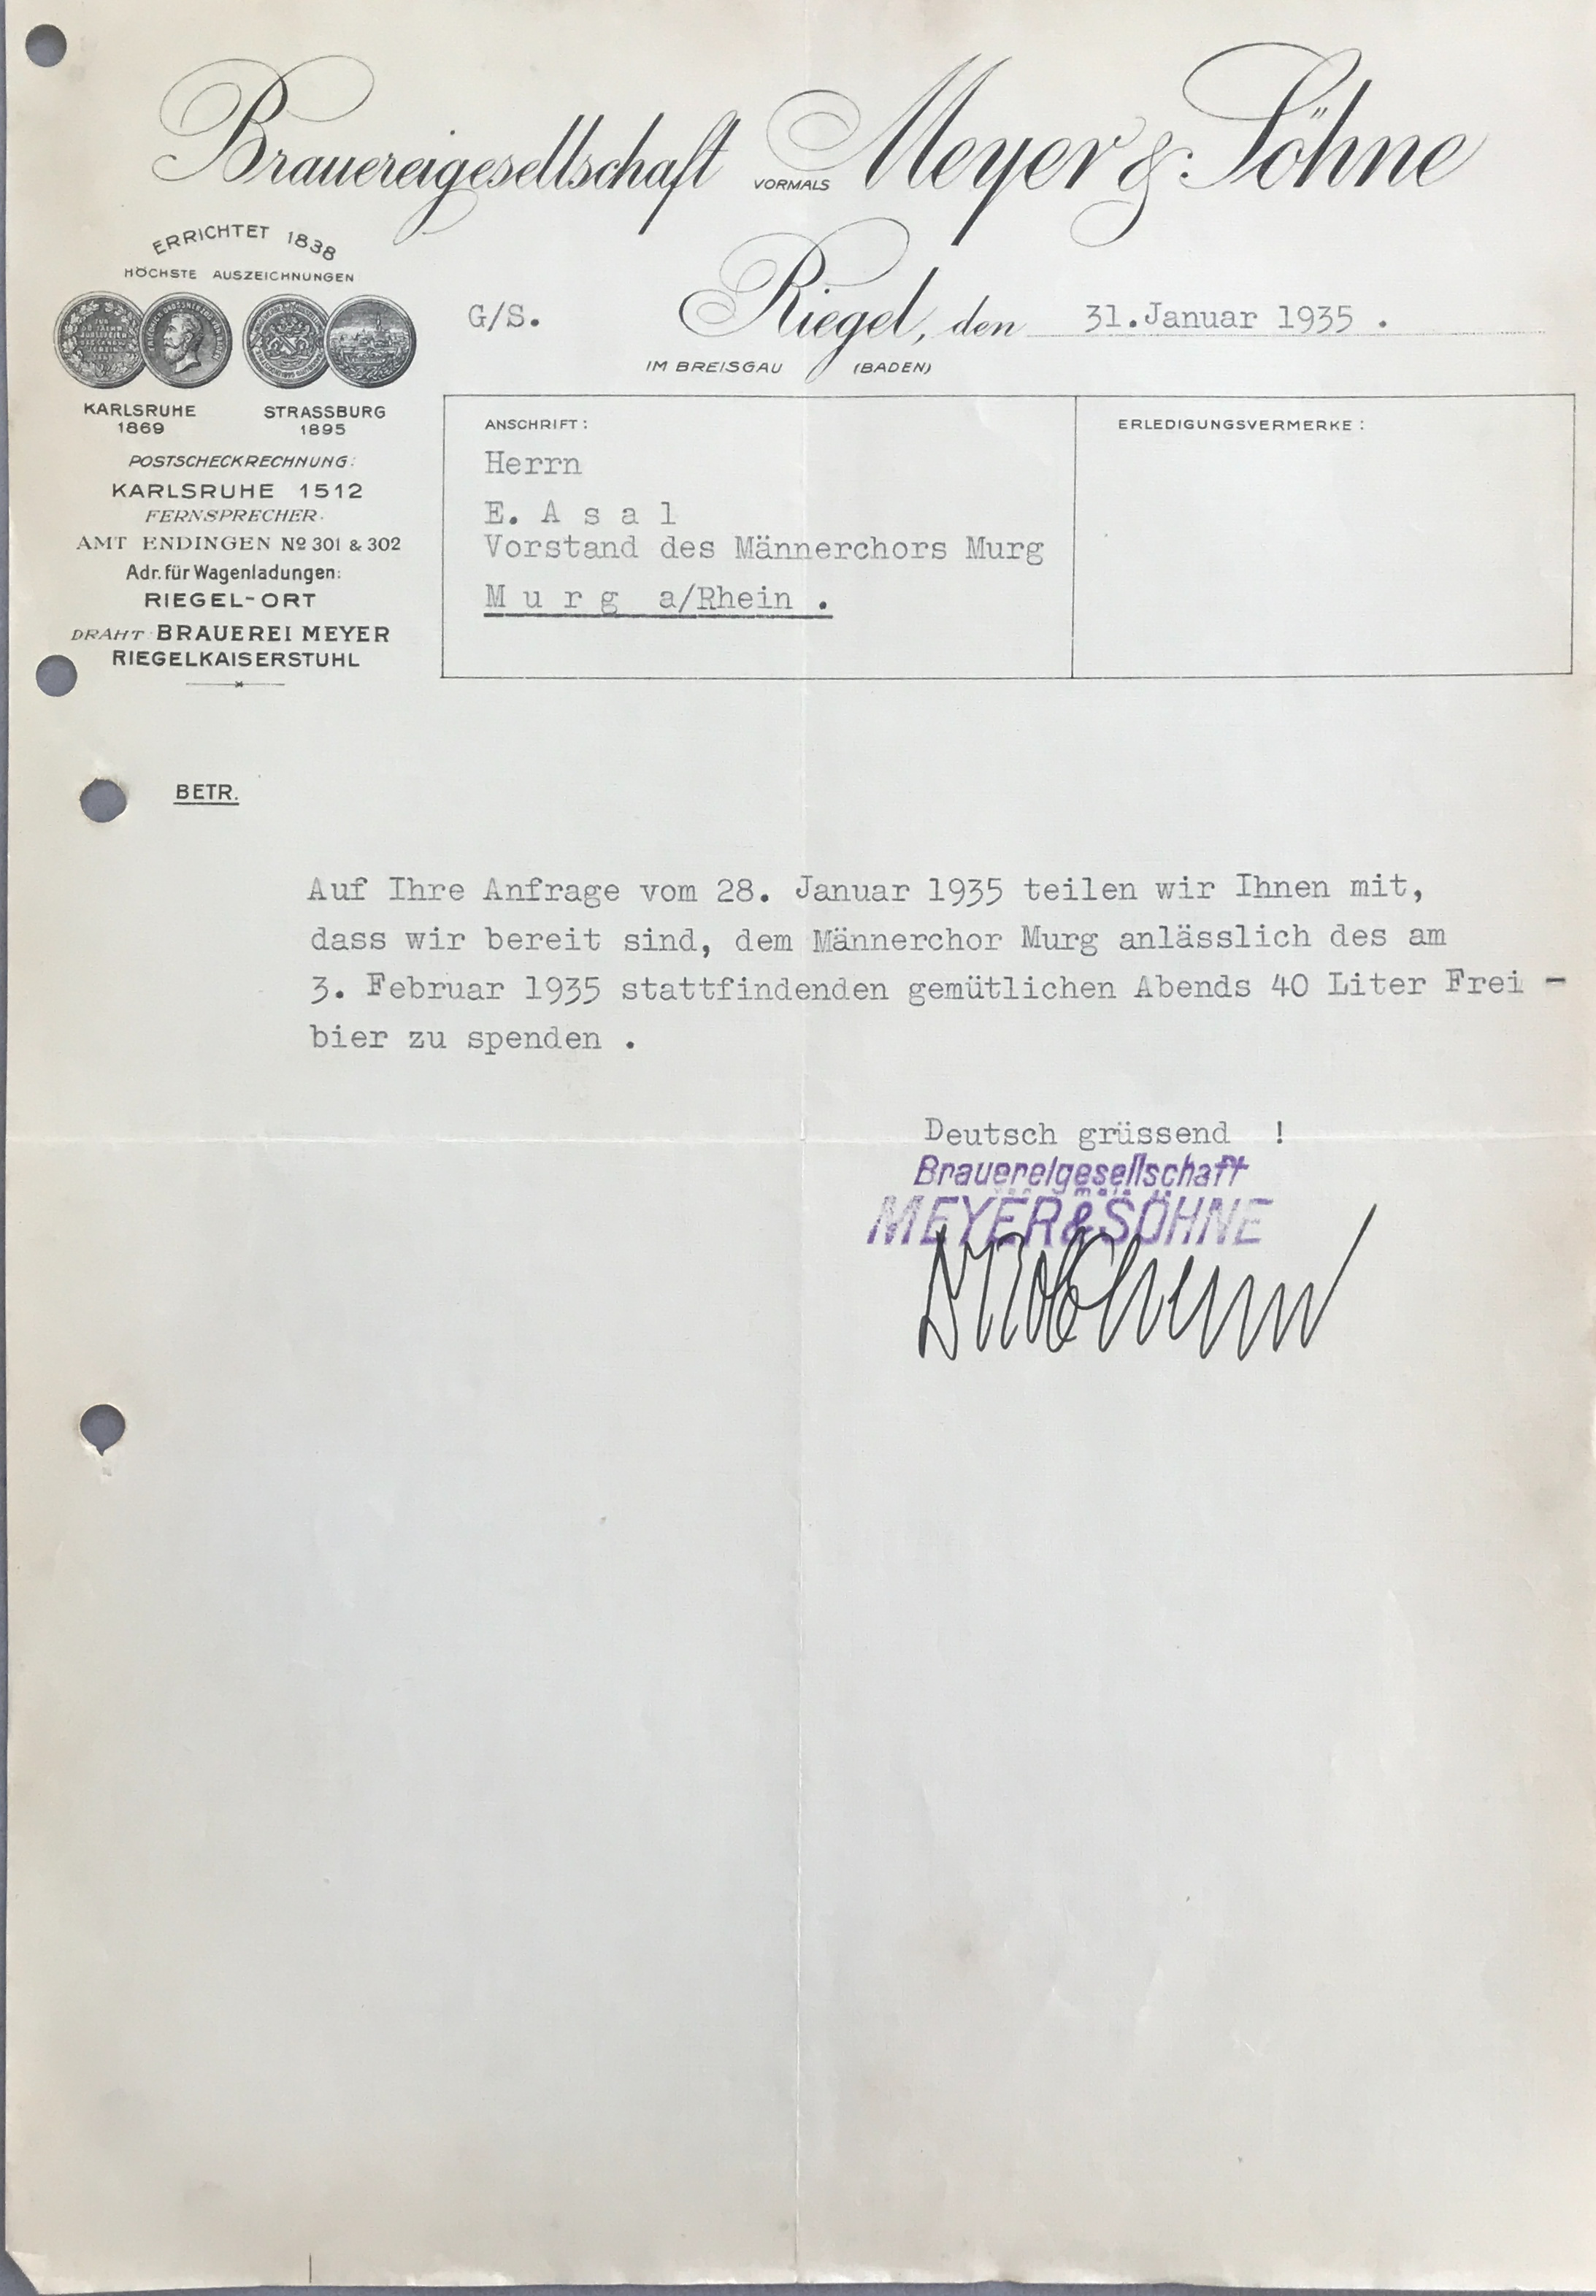 Brauereigesellschaft VORMALS Meyer & Söhne
ERRICHTET 1838
HÖCHSTE AUSZEICHNUNGEN
G/S.
Riegel, den 31.Januar 1935 .
IM BREISGAU (BADEN)
KARLSRUHE 1869
STRASSBURG 1895
POSTSCHECKRECHNUNG:
KARLSRUHE 1512
FERNSPRECHER.
AMT ENDINGEN Nº 301 & 302
Adr. für Wagenladungen:
RIEGEL-ORT
DRAHT: BRAUEREI MEYER
RIEGELKAISERSTUHL
ANSCHRIFT:
Herrn
E. A s a l
Vorstand des Männerchors Murg
M u r g a/Rhein .
ERLEDIGUNGSVERMERKE:
BETR.
Auf Ihre Anfrage vom 28. Januar 1935 teilen wir Ihnen mit,
dass wir bereit sind, dem Männerchor Murg anlässlich des am
3. Februar 1935 stattfindenden gemütlichen Abends 40 Liter Frei -
bier zu spenden .
Deutsch grüssend !
Brauereigesellschaft
vormals
MEYER & SÖHNE